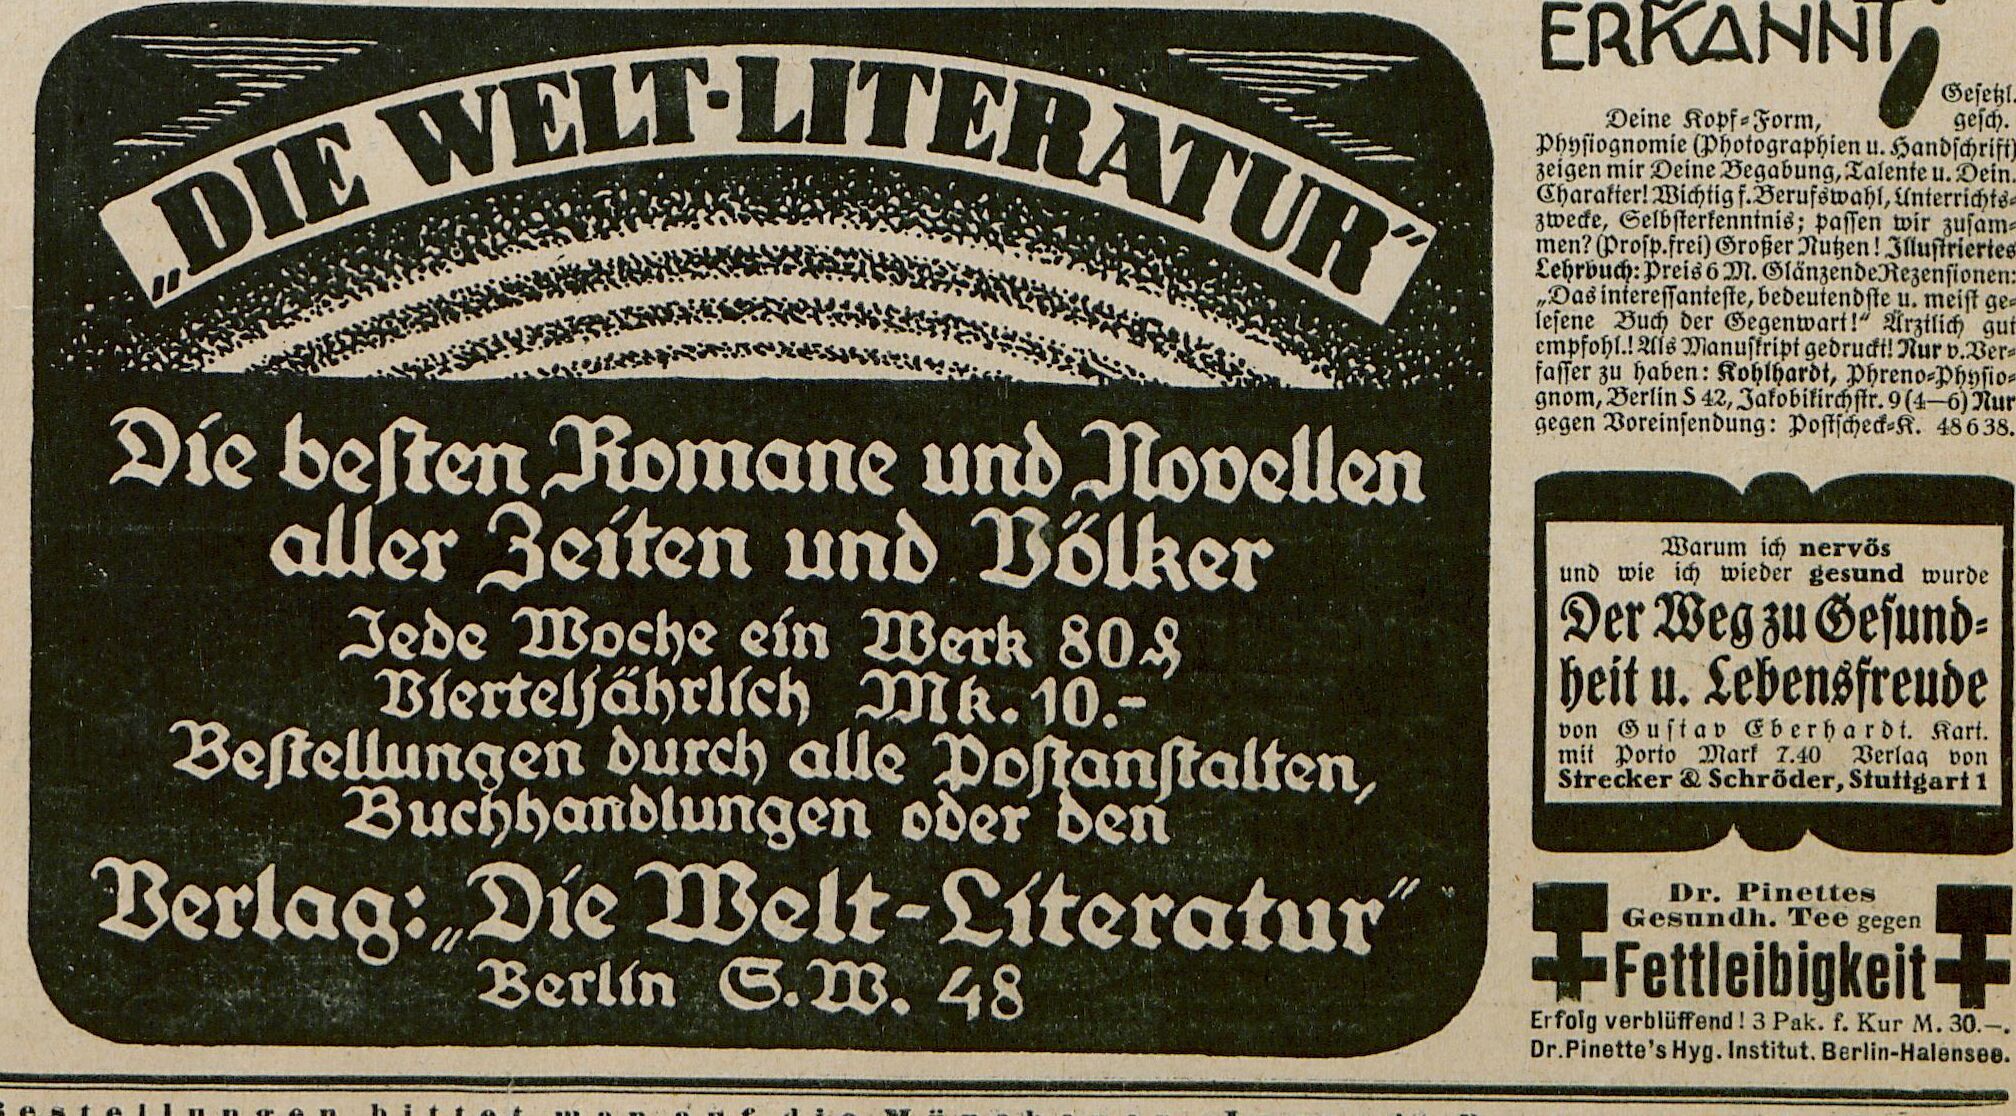 „DIE WELT-LITERATUR“
Die besten Romane und Novellen
aller Zeiten und Völker
Jede Woche ein Werk 80 ₰
Vierteljährlich Mk. 10.-
Bestellungen durch alle Postanstalten,
Buchhandlungen oder den
Verlag: „Die Welt-Literatur“
Berlin S.W. 48
ERKANNT!
Gesetzl.
gesch.
Deine Kopf-Form,
Physiognomie (Photographien u. Handschrift)
zeigen mir Deine Begabung, Talente u. Dein.
Charakter! Wichtig f. Berufswahl, Unterrichts-
zwecke, Selbsterkenntnis; passen wir zusam-
men? (Prosp. frei) Großer Nutzen! Illustriertes
Lehrbuch: Preis 6 M. Glänzende Rezensionen:
„Das interessanteste, bedeutendste u. meist ge-
lesene Buch der Gegenwart!“ Ärztlich gut
empfohl.! Als Manuskript gedruckt! Nur v. Ver-
fasser zu haben: Kohlhardt, Phreno-Physio-
gnom, Berlin S 42, Jakobikirchstr. 9 (4—6) Nur
gegen Voreinsendung: Postscheck-K. 48638.
Warum ich nervös
und wie ich wieder gesund wurde
Der Weg zu Gesund-
heit u. Lebensfreude
von Gustav Eberhardt. Kart.
mit Porto Mark 7.40 Verlag von
Strecker & Schröder, Stuttgart 1
Dr. Pinettes
Gesundh. Tee gegen
Fettleibigkeit
Erfolg verblüffend! 3 Pak. f. Kur M. 30.—.
Dr. Pinette's Hyg. Institut. Berlin-Halensee.
Bestellungen bittet man auf die